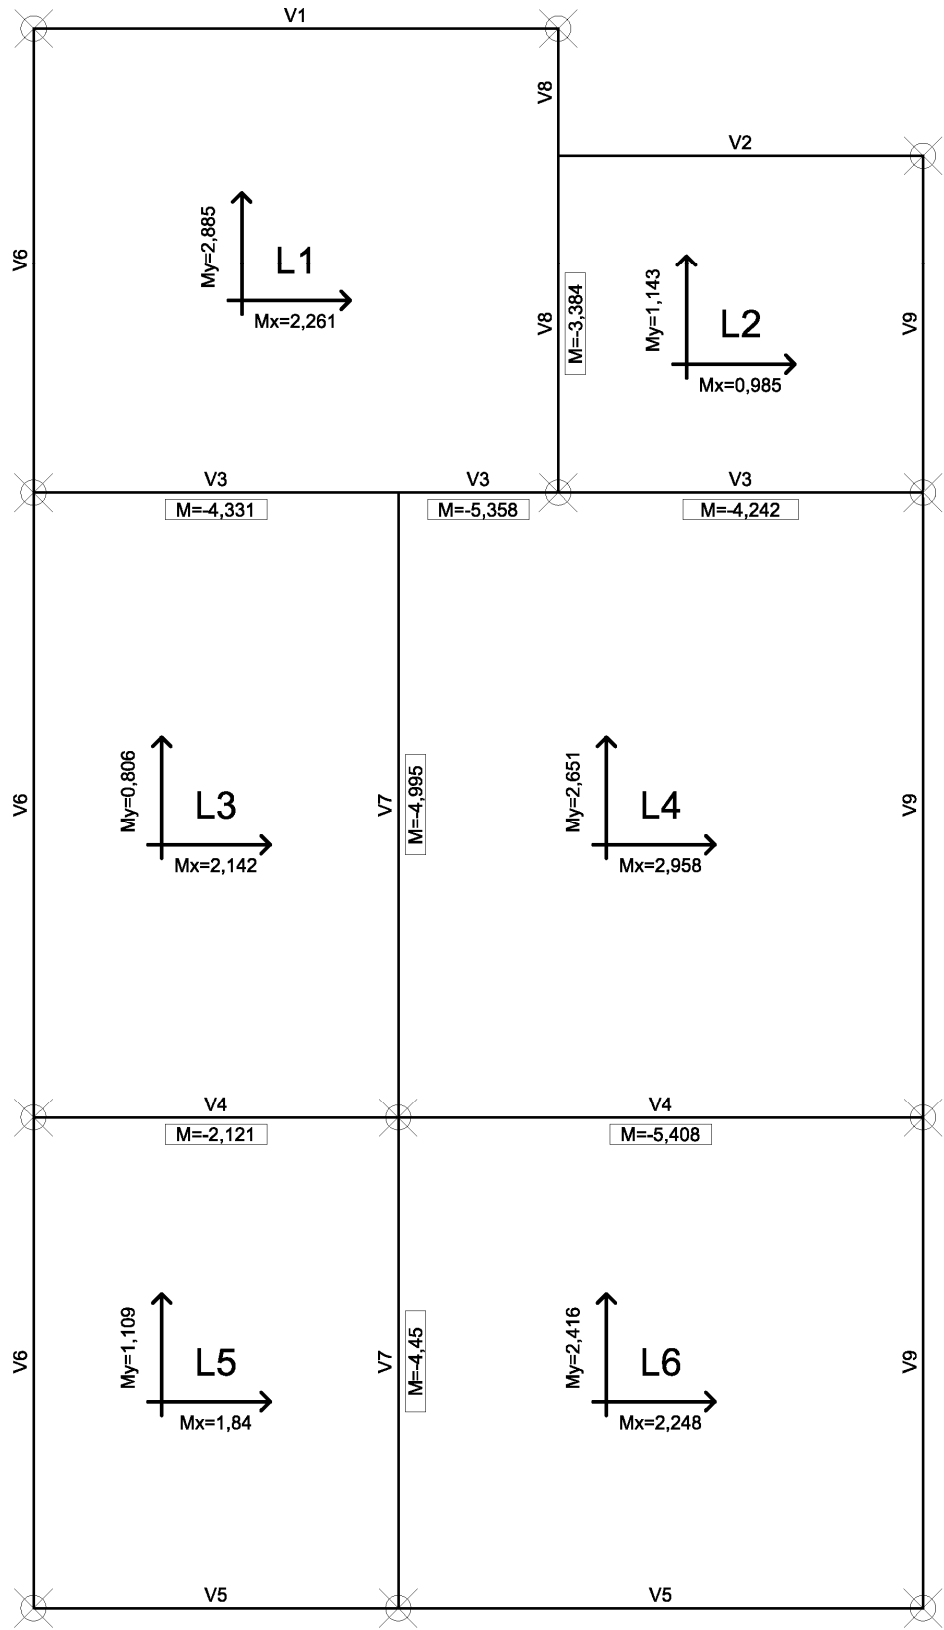 V1
V8
V2
V6
My=2,885
L1
Mx=2,261
V8
M=-3,384
My=1,143
L2
Mx=0,985
V9
V3
V3
V3
M=-4,331
M=-5,358
M=-4,242
V6
My=0,806
L3
Mx=2,142
V7
M=-4,995
My=2,651
L4
Mx=2,958
V9
V4
V4
M=-2,121
M=-5,408
V6
My=1,109
L5
Mx=1,84
V7
M=-4,45
My=2,416
L6
Mx=2,248
V9
V5
V5